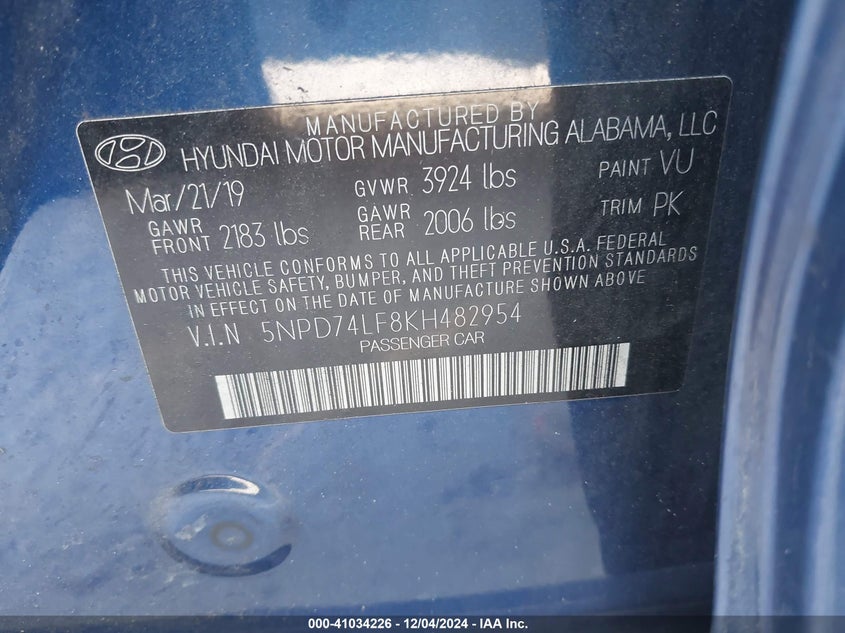 MANUFACTURED BY
HYUNDAI MOTOR MANUFACTURING ALABAMA, LLC
Mar/21/19 GVWR 3924 lbs PAINT VU
GAWR FRONT 2183 lbs GAWR REAR 2006 lbs TRIM PK
THIS VEHICLE CONFORMS TO ALL APPLICABLE U.S.A. FEDERAL
MOTOR VEHICLE SAFETY, BUMPER, AND THEFT PREVENTION STANDARDS
IN EFFECT ON THE DATE OF MANUFACTURE SHOWN ABOVE
V.I.N 5NPD74LF8KH482954
PASSENGER CAR
000-41034226 - 12/04/2024 - IAA Inc.